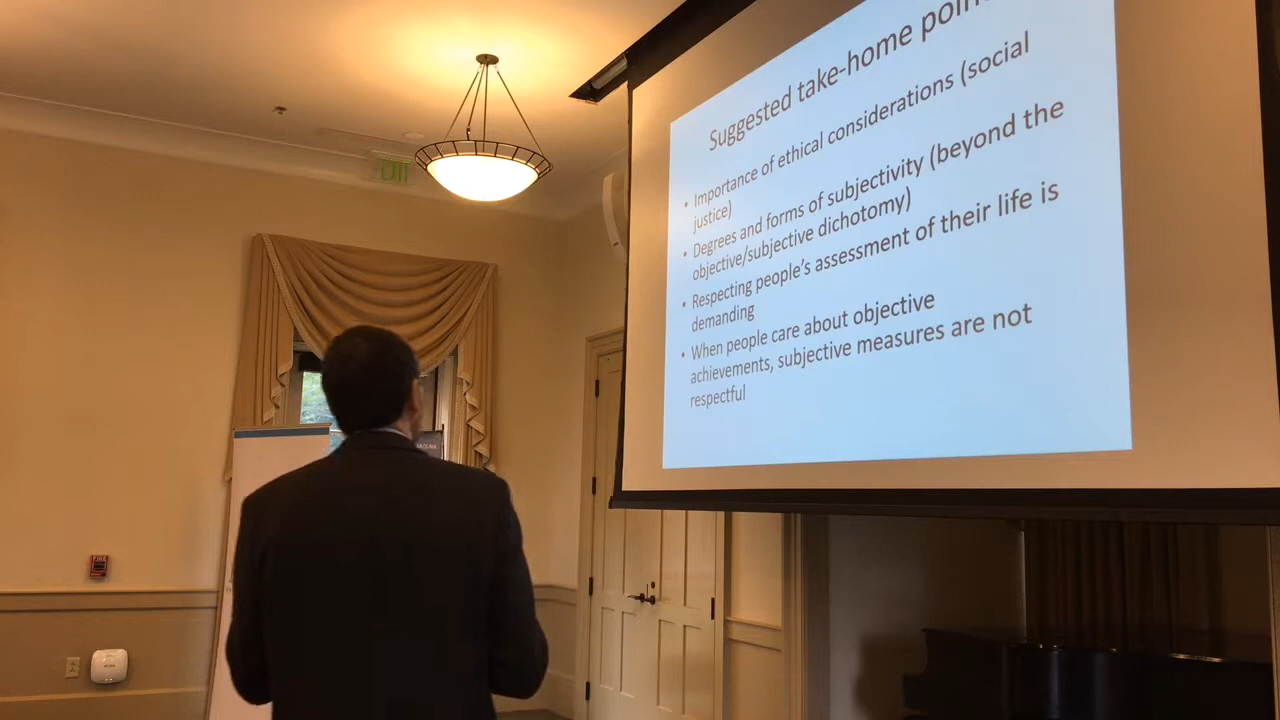 Suggested take-home
• Importance of ethical considerations (social
justice)
• Degrees and forms of subjectivity (beyond the
objective/subjective dichotomy)
• Respecting people's assessment of their life is
demanding
• When people care about objective
achievements, subjective measures are not
respectful
FIRE